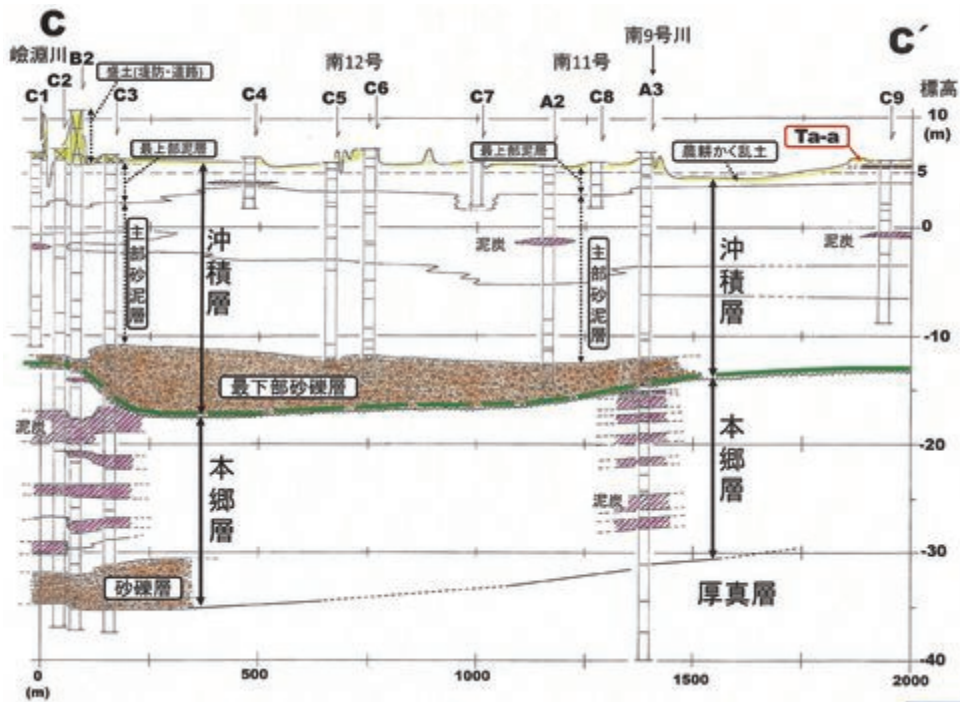 C
C´
嶮淵川
南12号
南11号
南9号川
標高
(m)
C1
C2
B2
C3
C4
C5
C6
C7
A2
C8
A3
C9
盛土(堤防・道路)
最上部泥層
最上部泥層
農耕かく乱土
Ta-a
10
5
0
-10
-20
-30
-40
主部砂泥層
沖積層
泥炭
主部砂泥層
沖積層
泥炭
最下部砂礫層
泥炭
本郷層
泥炭
本郷層
砂礫層
厚真層
0
(m)
500
1000
1500
2000